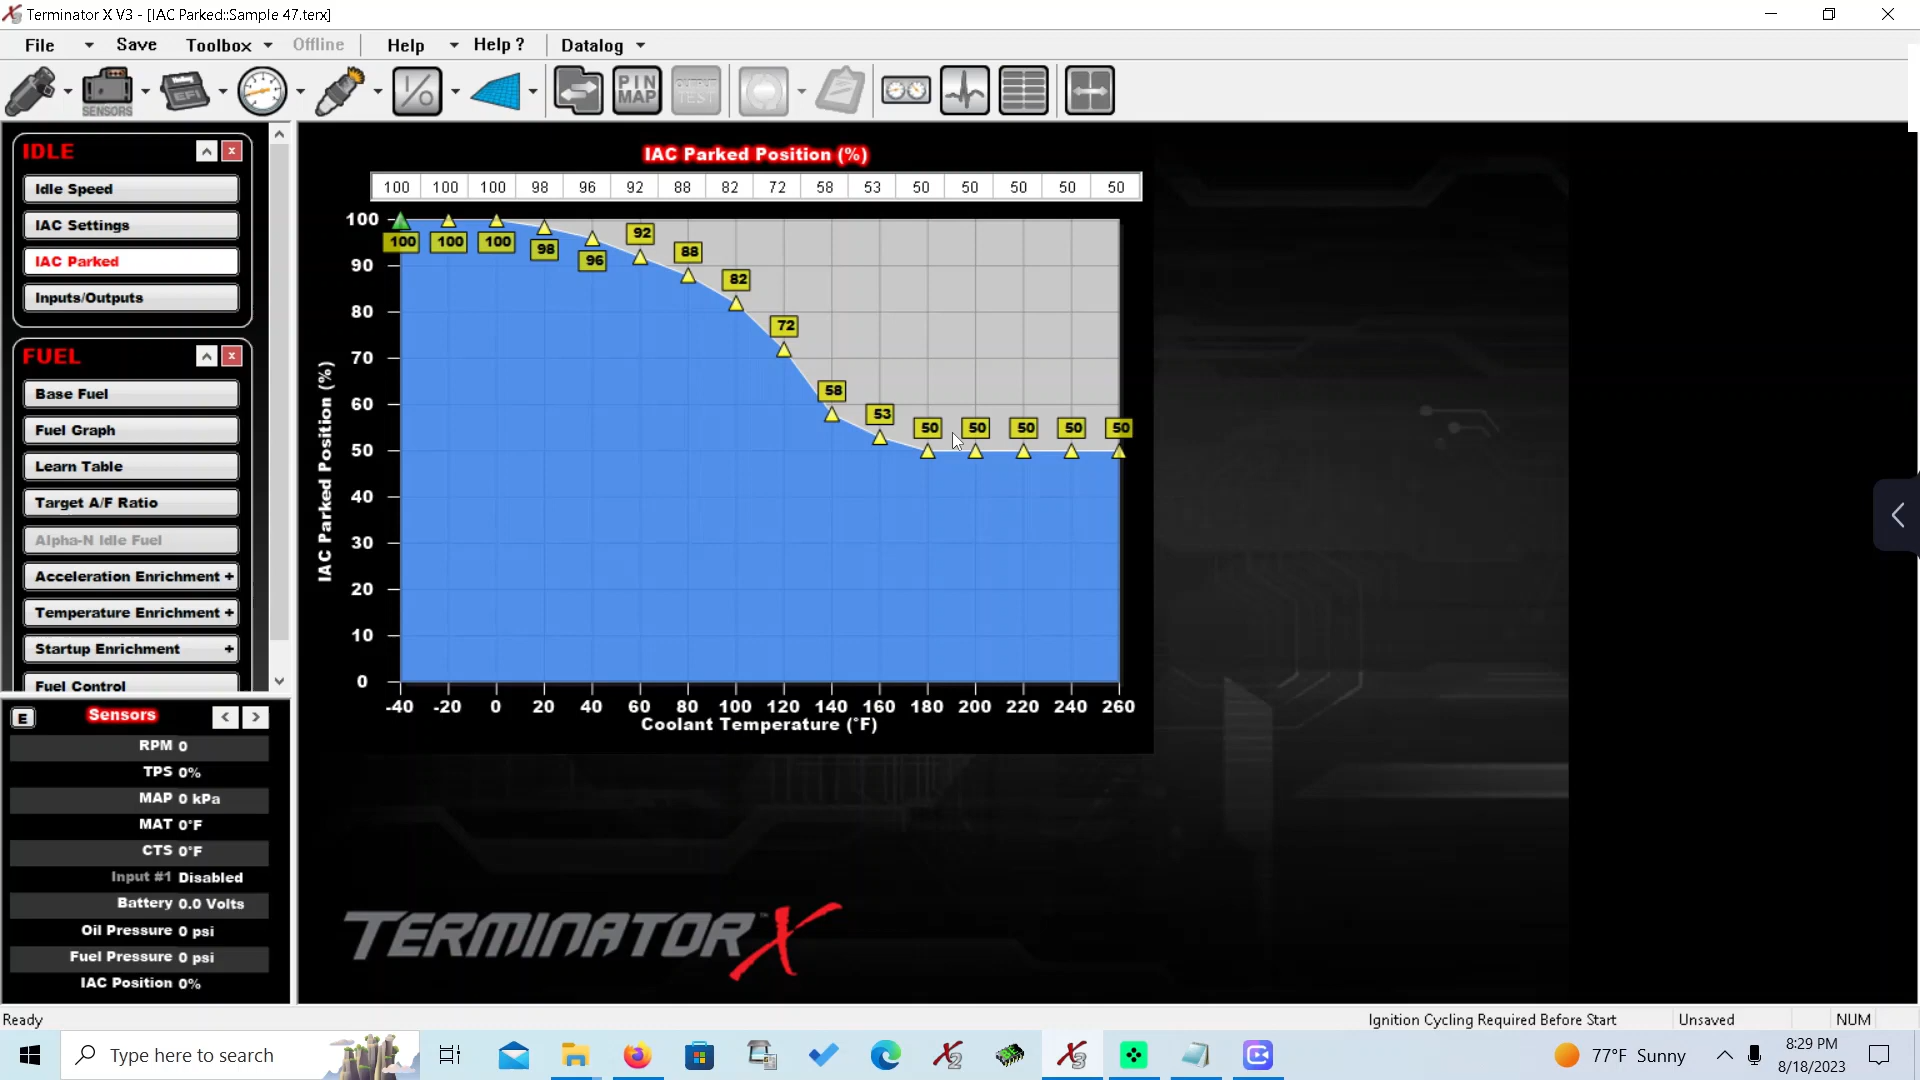 Terminator X V3 - [IAC Parked::Sample 47.terx]
File Save Toolbox Offline Help Help ? Datalog
SENSORS EFI I/O PIN MAP OUTPUT TEST
IDLE
Idle Speed
IAC Settings
IAC Parked
Inputs/Outputs
FUEL
Base Fuel
Fuel Graph
Learn Table
Target A/F Ratio
Alpha-N Idle Fuel
Acceleration Enrichment +
Temperature Enrichment +
Startup Enrichment +
Fuel Control
E Sensors < >
RPM 0
TPS 0%
MAP 0 kPa
MAT 0°F
CTS 0°F
Input #1 Disabled
Battery 0.0 Volts
Oil Pressure 0 psi
Fuel Pressure 0 psi
IAC Position 0%
IAC Parked Position (%)
100 100 100 98 96 92 88 82 72 58 53 50 50 50 50 50
IAC Parked Position (%)
100
90
80
70
60
50
40
30
20
10
0
100 100 100 98 96 92 88 82 72 58 53 50 50 50 50 50
-40 -20 0 20 40 60 80 100 120 140 160 180 200 220 240 260
Coolant Temperature (°F)
TERMINATOR X™
Ready Ignition Cycling Required Before Start Unsaved NUM
Type here to search
X2
X3
77°F Sunny
8:29 PM
8/18/2023